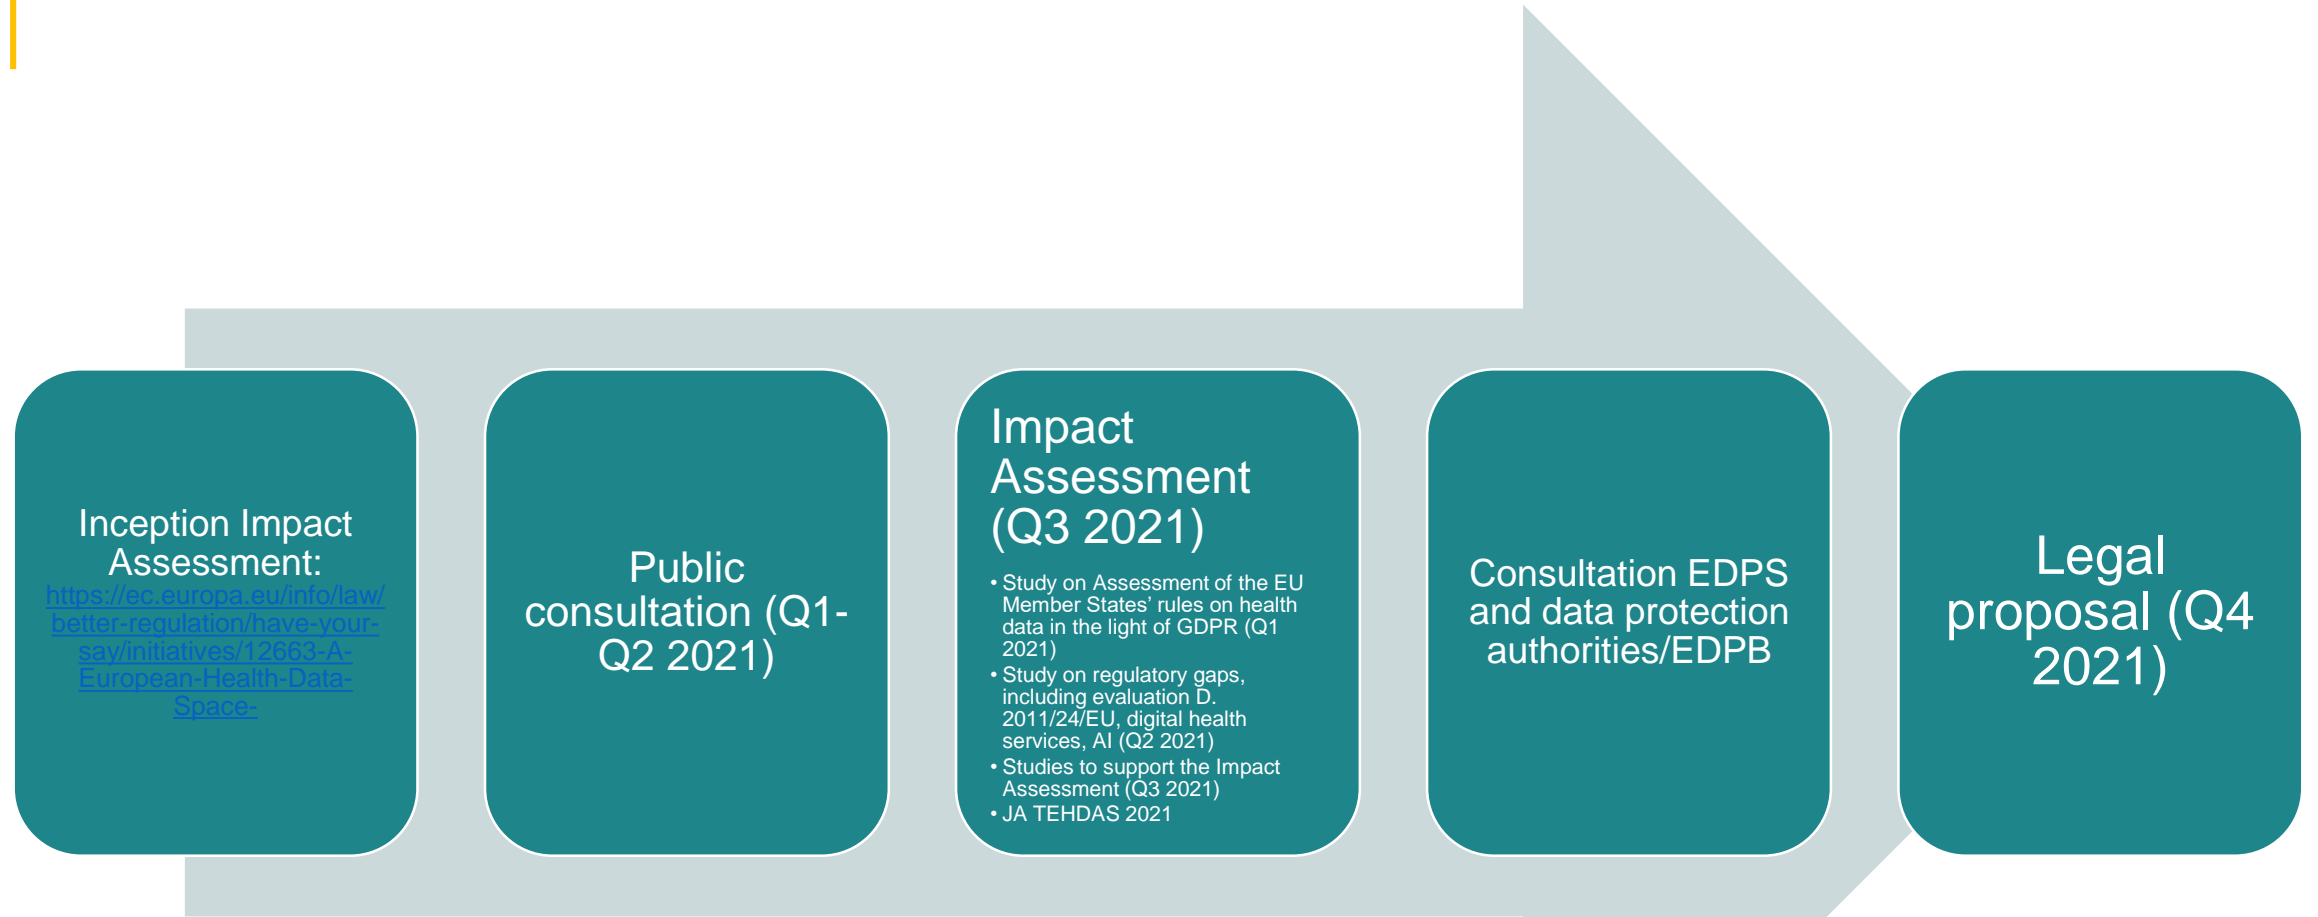 Inception Impact
Assessment:
https://ec.europa.eu/info/law/
better-regulation/have-your-
say/initiatives/12663-A-
European-Health-Data-
Space-
Public
consultation (Q1-
Q2 2021)
Impact
Assessment
(Q3 2021)
• Study on Assessment of the EU
Member States’ rules on health
data in the light of GDPR (Q1
2021)
• Study on regulatory gaps,
including evaluation D.
2011/24/EU, digital health
services, AI (Q2 2021)
• Studies to support the Impact
Assessment (Q3 2021)
• JA TEHDAS 2021
Consultation EDPS
and data protection
authorities/EDPB
Legal
proposal (Q4
2021)